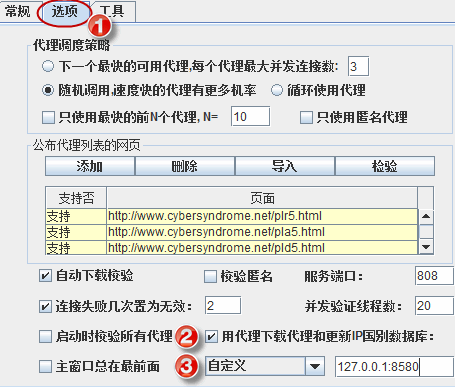 常规 选项 工具
1
代理调度策略
下一个最快的可用代理,每个代理最大并发连接数: 3
随机调用,速度快的代理有更多机率 循环使用代理
只使用最快的前N个代理, N= 10 只使用匿名代理
公布代理列表的网页
添加 删除 导入 检验
支持否 页面
支持 http://www.cybersyndrome.net/plr5.html
支持 http://www.cybersyndrome.net/pla5.html
支持 http://www.cybersyndrome.net/pld5.html
自动下载校验 校验匿名 服务端口: 808
连接失败几次置为无效: 2 并发验证线程数: 20
启动时校验所有代理 2 用代理下载代理和更新IP国别数据库:
主窗口总在最前面 3 自定义 127.0.0.1:8580